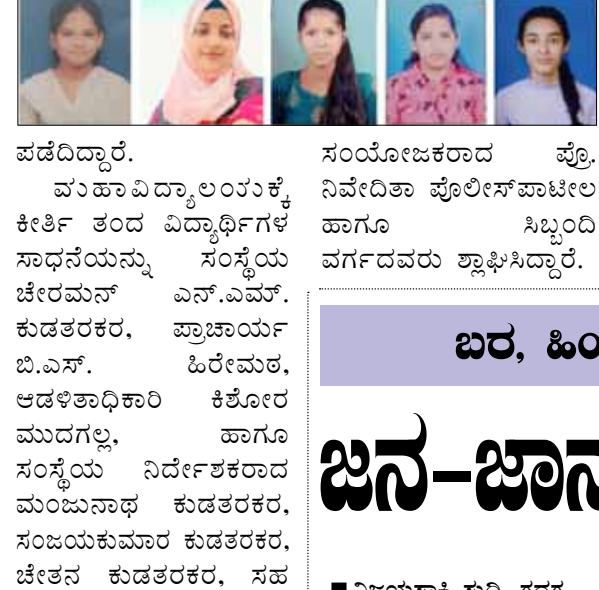 ಪಡೆದಿದ್ದಾರೆ.
ಮಹಾವಿದ್ಯಾಲಯಕ್ಕೆ
ಕೀರ್ತಿ ತಂದ ವಿದ್ಯಾರ್ಥಿಗಳ
ಸಾಧನೆಯನ್ನು ಸಂಸ್ಥೆಯ
ಚೇರಮನ್ ಎನ್.ಎಮ್.
ಕುಡತರಕರ, ಪ್ರಾಚಾರ್ಯ
ಬಿ.ಎಸ್. ಹಿರೇಮಠ,
ಆಡಳಿತಾಧಿಕಾರಿ ಕಿಶೋರ
ಮುದಗಲ್ಲ, ಹಾಗೂ
ಸಂಸ್ಥೆಯ ನಿರ್ದೇಶಕರಾದ
ಮಂಜುನಾಥ ಕುಡತರಕರ,
ಸಂಜಯಕುಮಾರ ಕುಡತರಕರ,
ಚೇತನ ಕುಡತರಕರ, ಸಹ
ಸಂಯೋಜಕರಾದ ಪ್ರೊ.
ನಿವೇದಿತಾ ಪೊಲೀಸ್‌ಪಾಟೀಲ
ಹಾಗೂ ಸಿಬ್ಬಂದಿ
ವರ್ಗದವರು ಶ್ಲಾಘಿಸಿದ್ದಾರೆ.
ಬರ, ಹಿಂ
ಜನ-ಜಾನ